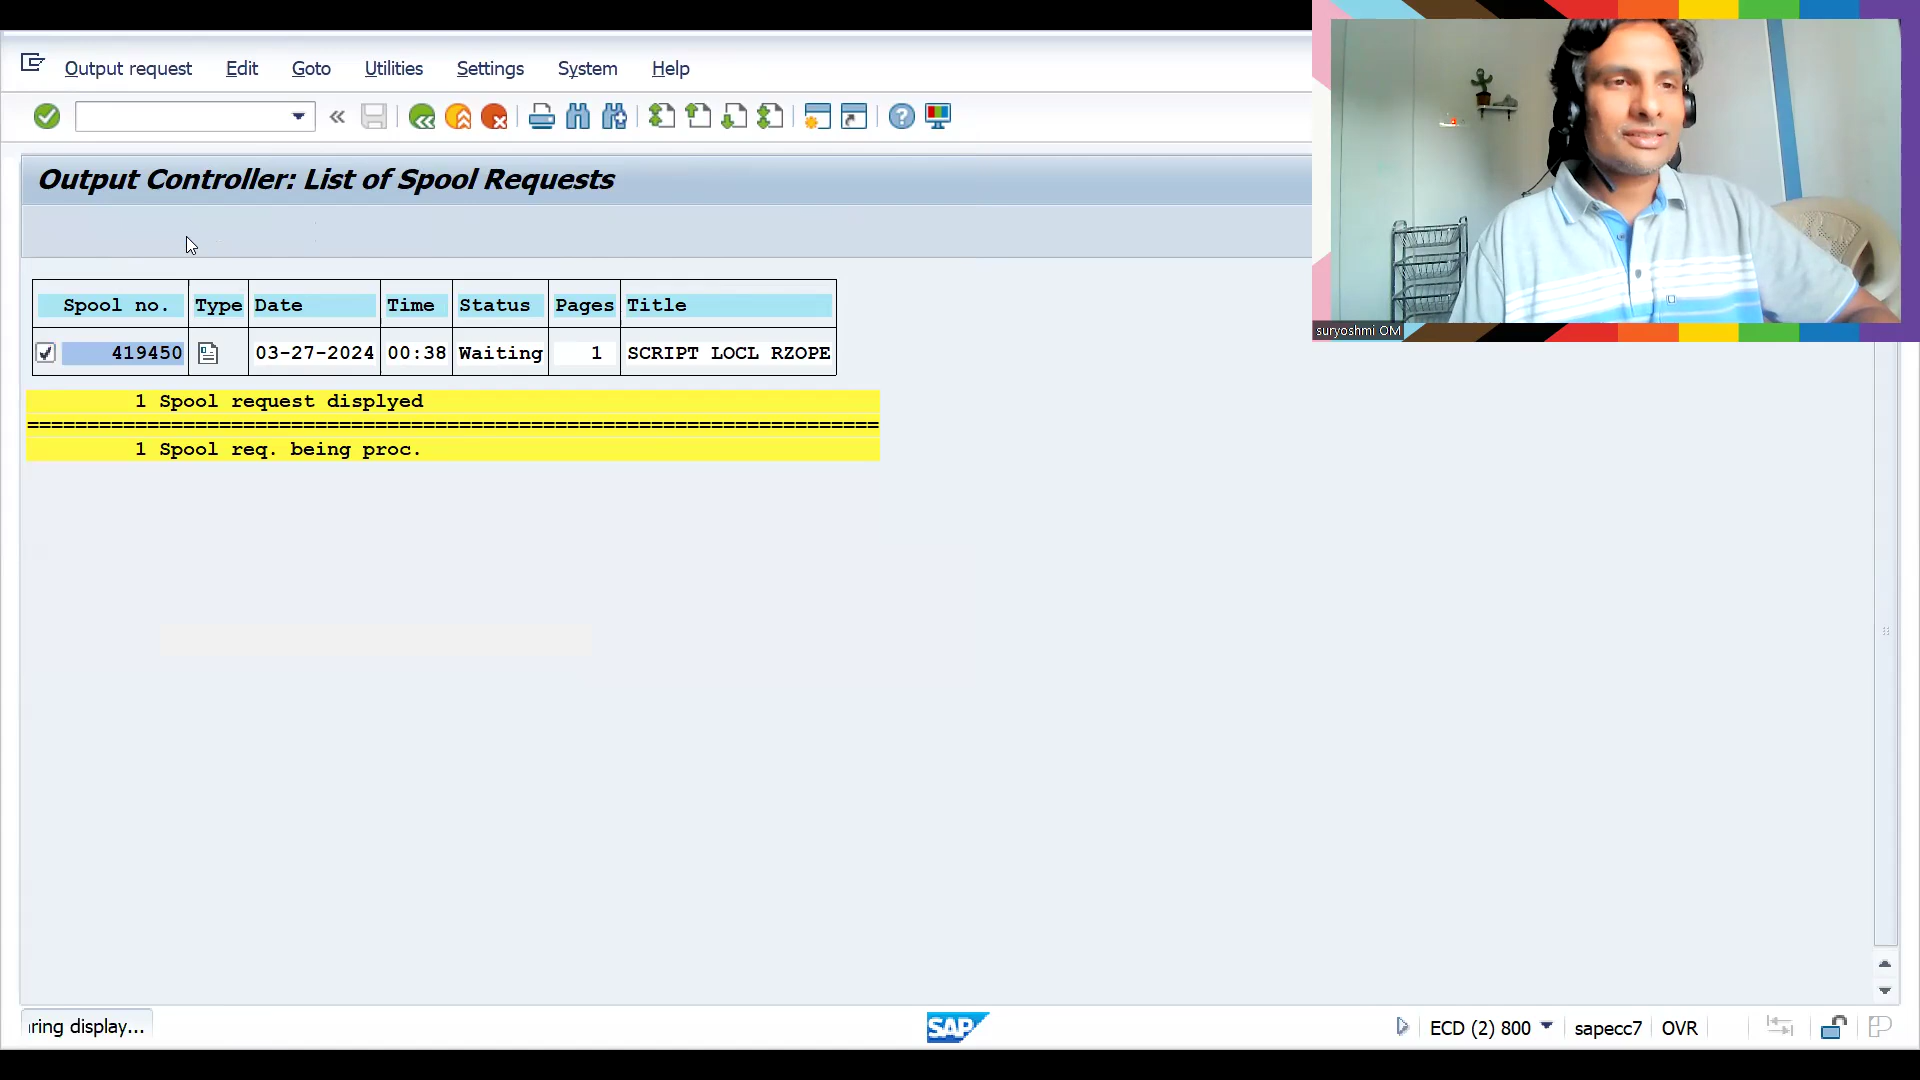 Output request Edit Goto Utilities Settings System Help
Output Controller: List of Spool Requests
Spool no. Type Date Time Status Pages Title
419450 03-27-2024 00:38 Waiting 1 SCRIPT LOCL RZOPE
1 Spool request displyed
1 Spool req. being proc.
suryoshmi OM
ring display...
SAP
ECD (2) 800 sapecc7 OVR